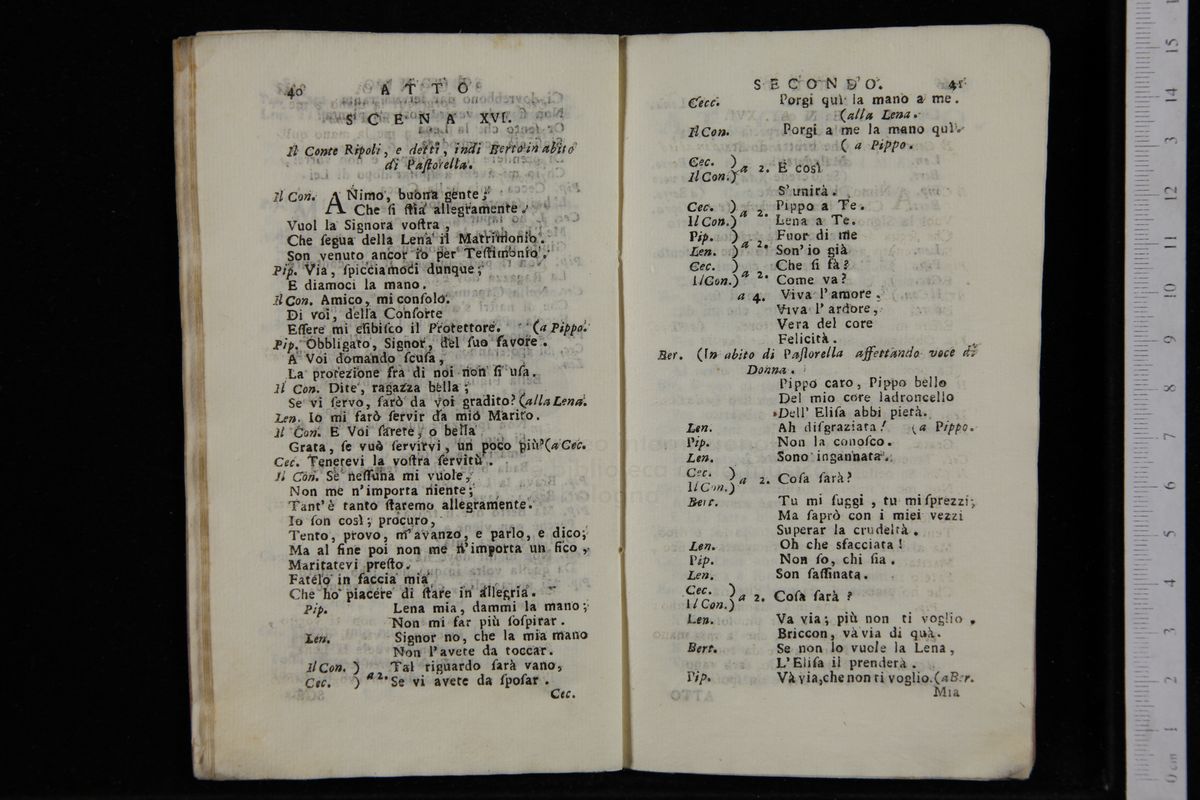 40 ATTO
SCENA XVI.
Il Conte Ripoli, e detti, indi Berto in abito
di Paſtorella.
Il Con. ANimo, buona gente;
Che ſi ſtia allegramente.
Vuol la Signora voſtra,
Che ſegua della Lena il Matrimonio.
Son venuto ancor io per Teſtimonio.
Pip. Via, ſpicciamoci dunque;
E diamoci la mano.
Il Con. Amico, mi conſolo.
Di voi, della Conſorte
Eſſere mi eſibiſco il Protettore. (a Pippo.
Pip. Obbligato, Signor, del ſuo favore.
A Voi domando ſcuſa,
La protezione fra di noi non ſi uſa.
Il Con. Dite, ragazza bella;
Se vi ſervo, farò da voi gradito? (alla Lena.
Len. Io mi farò ſervir da mio Marito.
Il Con. E Voi ſarete, o bella
Grata, ſe vuò ſervirvi, un poco più? (a Cec.
Cec. Tenetevi la voſtra ſervitù.
Il Con. Se neſſuna mi vuole,
Non me n'importa niente;
Tant'è tanto ſtaremo allegramente.
Io ſon così; procuro,
Tento, provo, m'avanzo, e parlo, e dico;
Ma al fine poi non me n'importa un fico,
Maritatevi preſto.
Fatelo in faccia mia
Che ho piacere di ſtare in allegria.
Pip. Lena mia, dammi la mano;
Non mi far più ſoſpirar.
Len. Signor no, che la mia mano
Non l'avete da toccar.
Il Con. ) Tal riguardo ſarà vano,
Cec. ) a 2. Se vi avete da ſpoſar.
Cec.
SECONDO. 41
Cecc. Porgi quì la mano a me.
(alla Lena.
Il Con. Porgi a me la mano quì.
( a Pippo.
Cec. )
Il Con.) a 2. E così
S'unirà.
Cec. ) a 2. Pippo a Te.
Il Con.) Lena a Te.
Pip. ) a 2. Fuor di me
Len. ) Son'io già
Cec. ) a 2. Che ſi fà?
Il Con.) Come va?
a 4. Viva l'amore,
Viva l'ardore,
Vera del core
Felicità.
Ber. (In abito di Paſtorella affettando voce di
Donna.
Pippo caro, Pippo bello
Del mio core ladroncello
Dell' Eliſa abbi pietà.
Len. Ah diſgraziata! (a Pippo.
Pip. Non la conoſco.
Len. Sono ingannata.
Cec. )
Il Con.) a 2. Coſa ſarà?
Bert. Tu mi fuggi, tu mi ſprezzi;
Ma ſaprò con i miei vezzi
Superar la crudeltà.
Len. Oh che sfacciata!
Pip. Non ſo, chi ſia.
Len. Son ſaſſinata.
Cec. )
Il Con.) a 2. Coſa ſarà?
Len. Va via; più non ti voglio,
Briccon, và via di quà.
Bert. Se non lo vuole la Lena,
L'Eliſa il prenderà.
Pip. Và via, che non ti voglio. (a Ber.
Mia